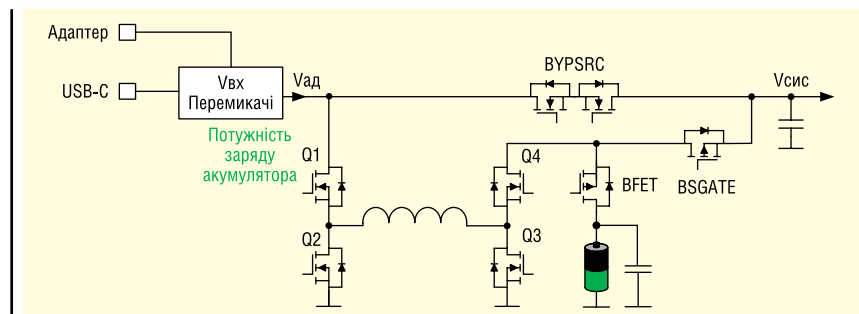 Адаптер
USB-C
Vвх
Перемикачі
Vад
Потужність
заряду
акумулятора
BYPSRC
Vсис
Q1
Q4
BFET
BSGATE
Q2
Q3